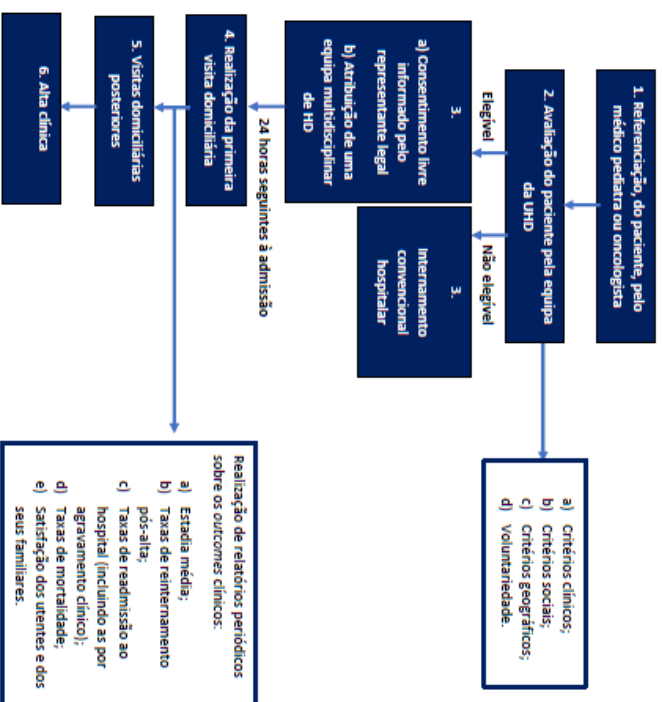 1. Referenciação, do paciente, pelo
médico pediatra ou oncologista
2. Avaliação do paciente pela equipa
da UHD
a) Critérios clínicos;
b) Critérios sociais;
c) Critérios geográficos;
d) Voluntariedade.
Elegível
Não elegível
3.
a) Consentimento livre
informado pelo
representante legal
b) Atribuição de uma
equipa multidisciplinar
de HD
3.
Internamento
convencional
hospitalar
24 horas seguintes à admissão
4. Realização da primeira
visita domiciliária
5. Visitas domiciliárias
posteriores
6. Alta clínica
Realização de relatórios periódicos
sobre os outcomes clínicos:
a) Estadia média;
b) Taxas de reinternamento
pós-alta;
c) Taxas de readmissão ao
hospital (incluindo as por
agravamento clínico);
d) Taxas de mortalidade;
e) Satisfação dos utentes e dos
seus familiares.